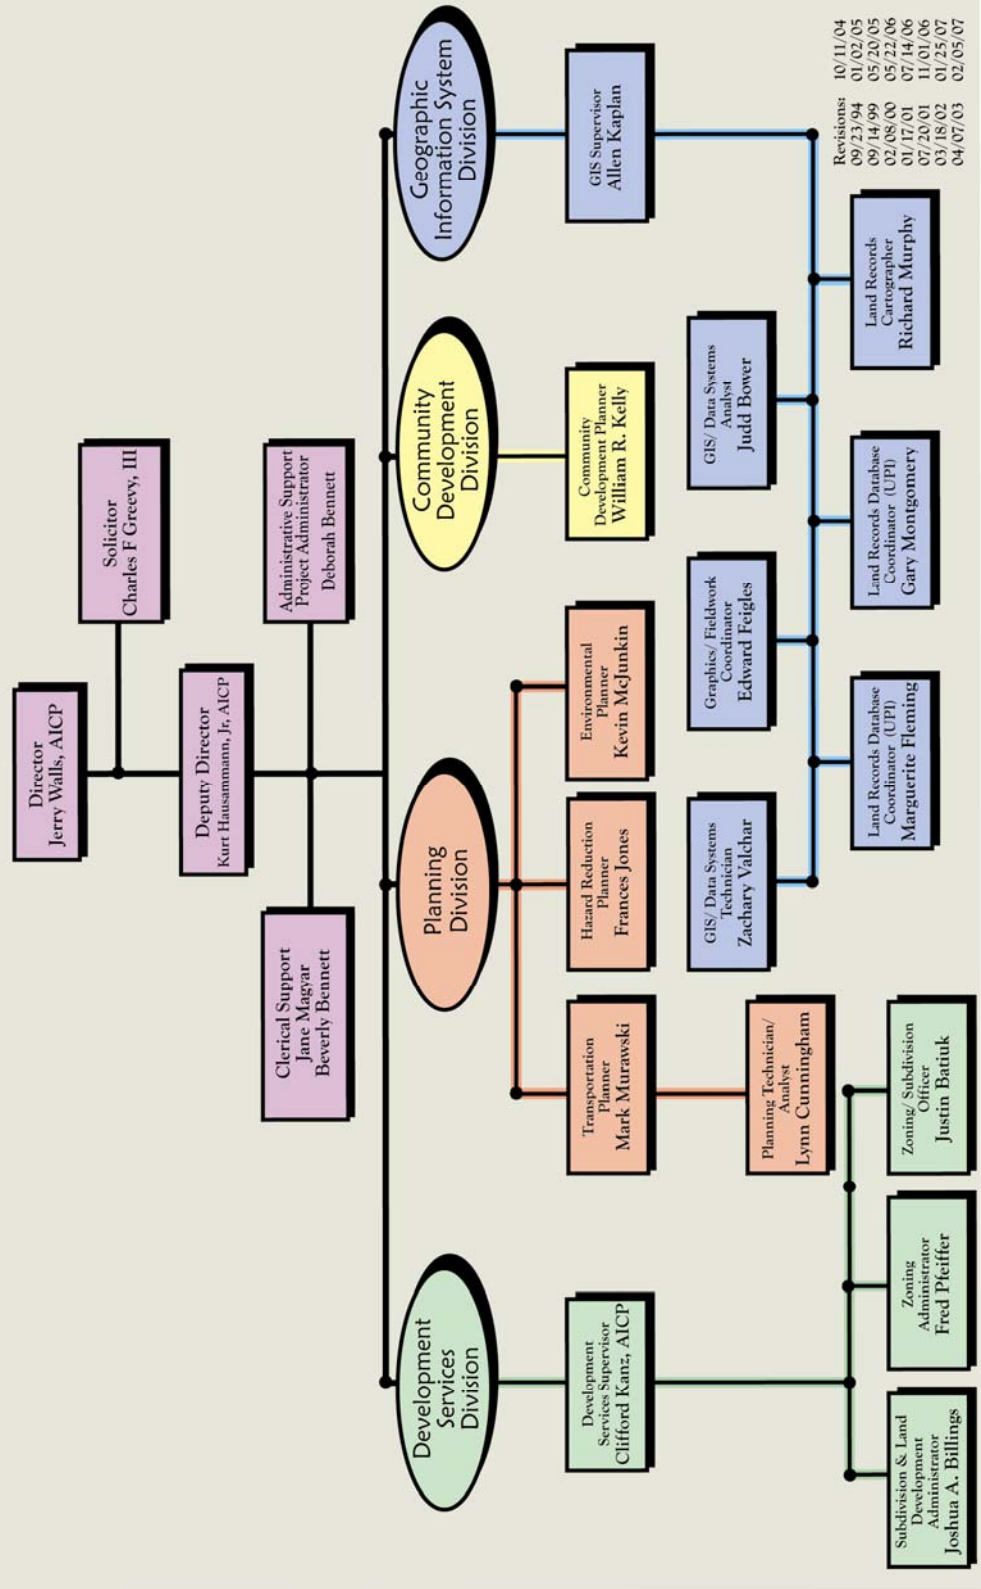 Director
Jerry Walls, AICP
Solicitor
Charles F Greevy, III
Deputy Director
Kurt Hausammann, Jr, AICP
Clerical Support
Jane Magyar
Beverly Bennett
Administrative Support
Project Administrator
Deborah Bennett
Development
Services
Division
Planning
Division
Community
Development
Division
Geographic
Information System
Division
Development
Services Supervisor
Clifford Kanz, AICP
Transportation
Planner
Mark Murawski
Hazard Reduction
Planner
Frances Jones
Environmental
Planner
Kevin McJunkin
Community
Development Planner
William R. Kelly
GIS Supervisor
Allen Kaplan
Planning Technician/
Analyst
Lynn Cunningham
GIS/ Data Systems
Technician
Zachary Valchar
Graphics/ Fieldwork
Coordinator
Edward Feigles
GIS/ Data Systems
Analyst
Judd Bower
Subdivision & Land
Development
Administrator
Joshua A. Billings
Zoning
Administrator
Fred Pfeiffer
Zoning/ Subdivision
Officer
Justin Batiuk
Land Records Database
Coordinator (UPI)
Marguerite Fleming
Land Records Database
Coordinator (UPI)
Gary Montgomery
Land Records
Cartographer
Richard Murphy
Revisions: 10/11/04
09/23/94 01/02/05
09/14/99 05/20/05
02/08/00 05/22/06
01/17/01 07/14/06
07/20/01 11/01/06
03/18/02 01/25/07
04/07/03 02/05/07